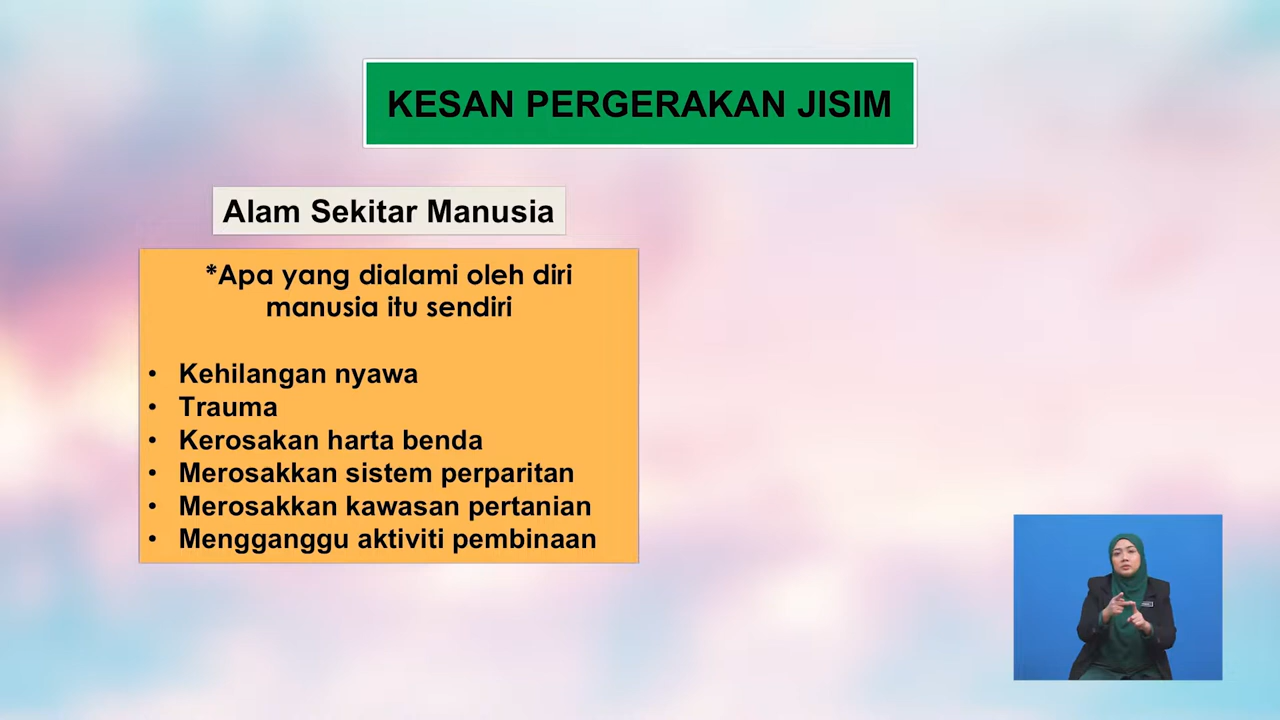 KESAN PERGERAKAN JISIM
Alam Sekitar Manusia
*Apa yang dialami oleh diri
manusia itu sendiri
• Kehilangan nyawa
• Trauma
• Kerosakan harta benda
• Merosakkan sistem perparitan
• Merosakkan kawasan pertanian
• Mengganggu aktiviti pembinaan